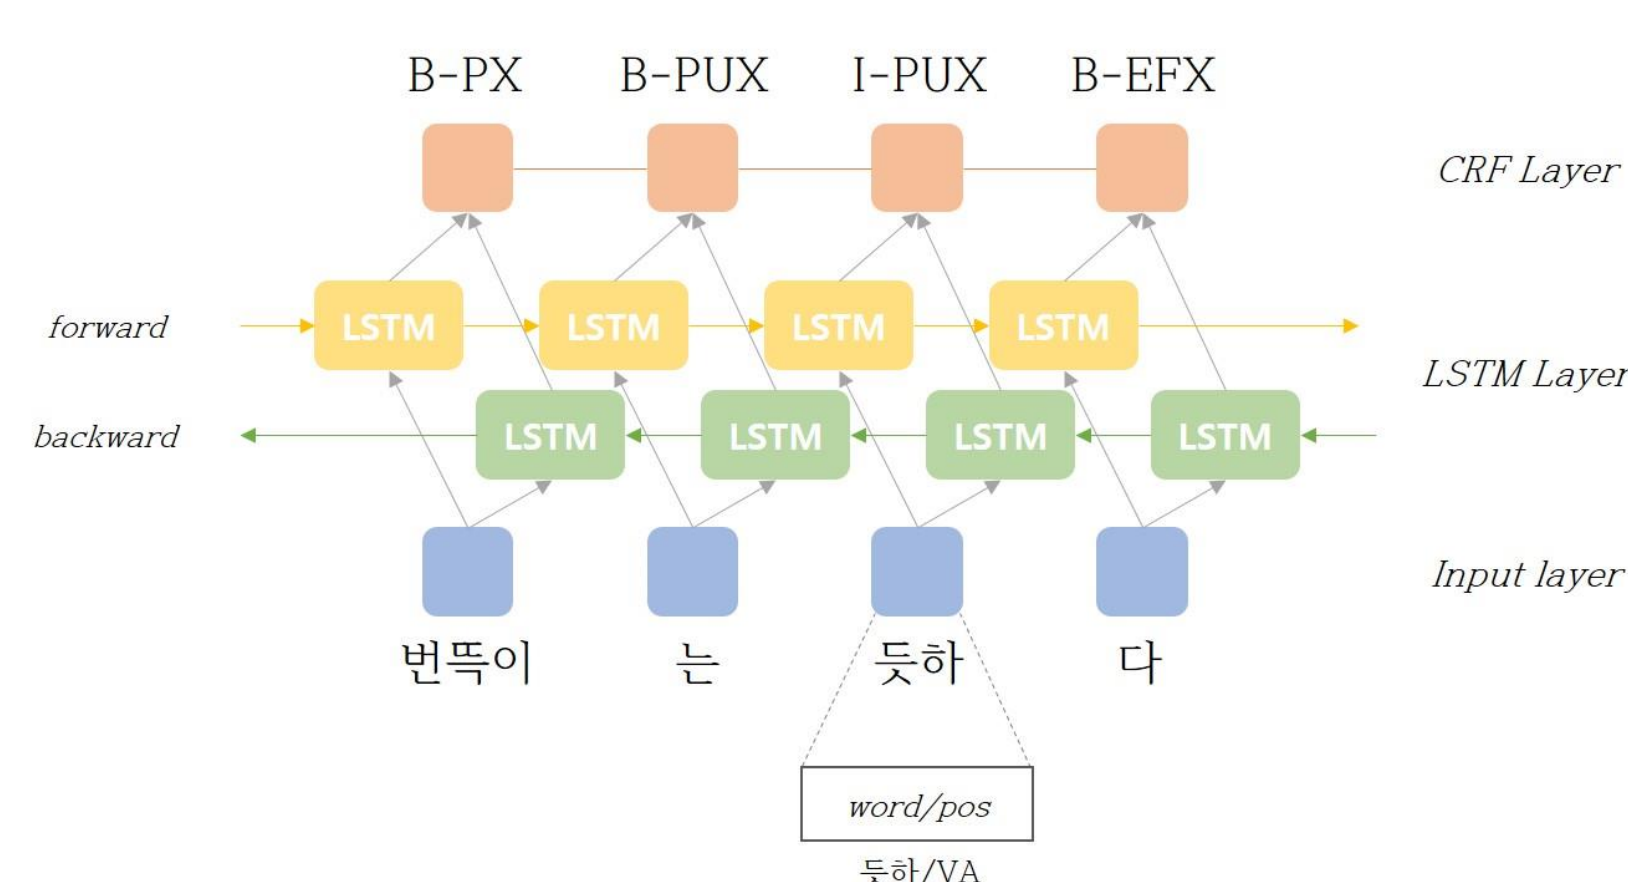 B-PX B-PUX I-PUX B-EFX
CRF Layer
forward LSTM LSTM LSTM LSTM
LSTM Layer
backward LSTM LSTM LSTM LSTM
Input layer
번뜩이 는 듯하 다
word/pos
듯하/VA